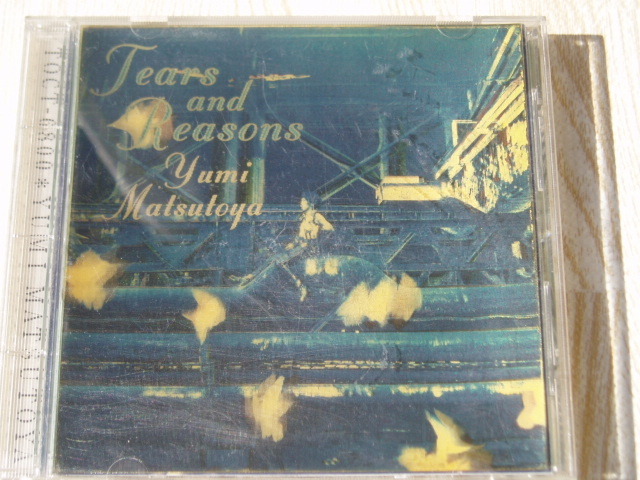 Tears
and
Reasons
Yumi
Matsutoya
TOCT-6800★YUMI MATSUTOYA